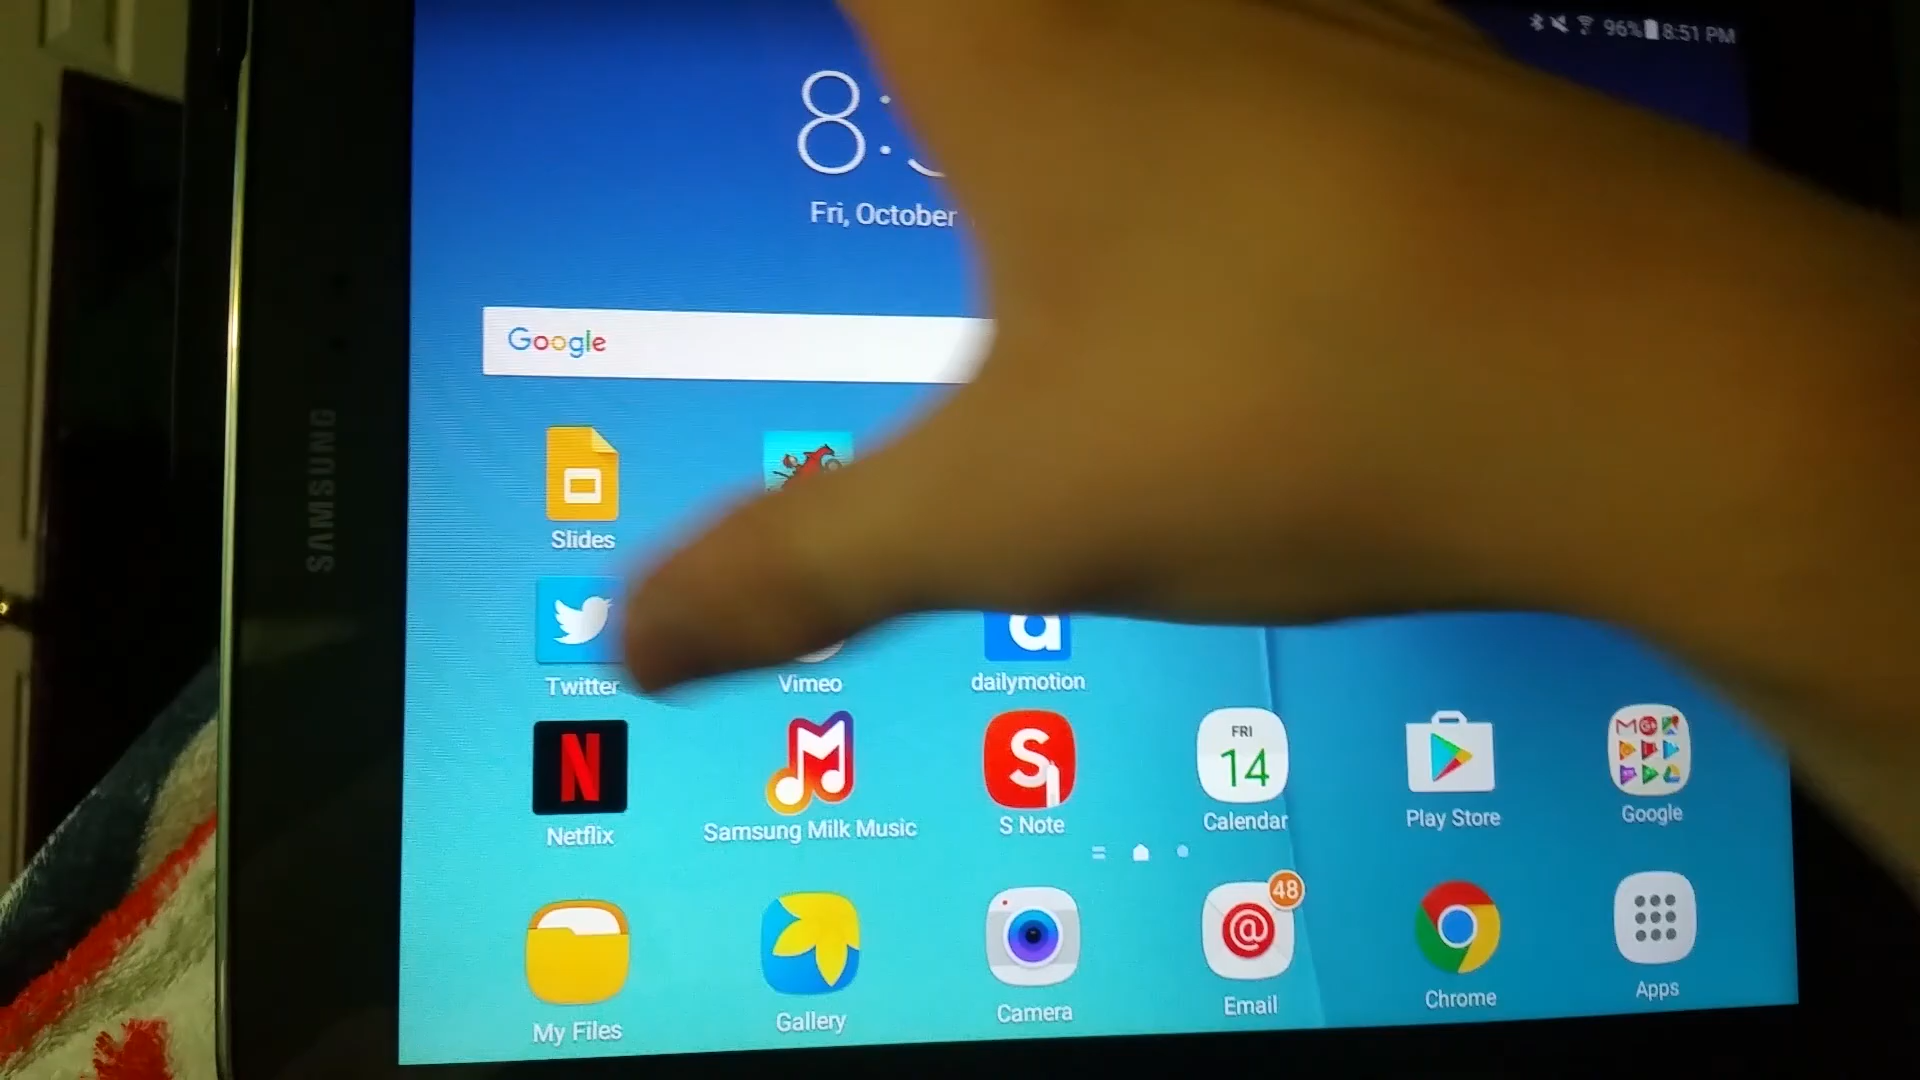 96% 8:51 PM
8:5
Fri, October
Google
SAMSUNG
Slides
Twitter
Vimeo
dailymotion
Netflix
Samsung Milk Music
S Note
FRI
14
Calendar
Play Store
Google
48
My Files
Gallery
Camera
Email
Chrome
Apps